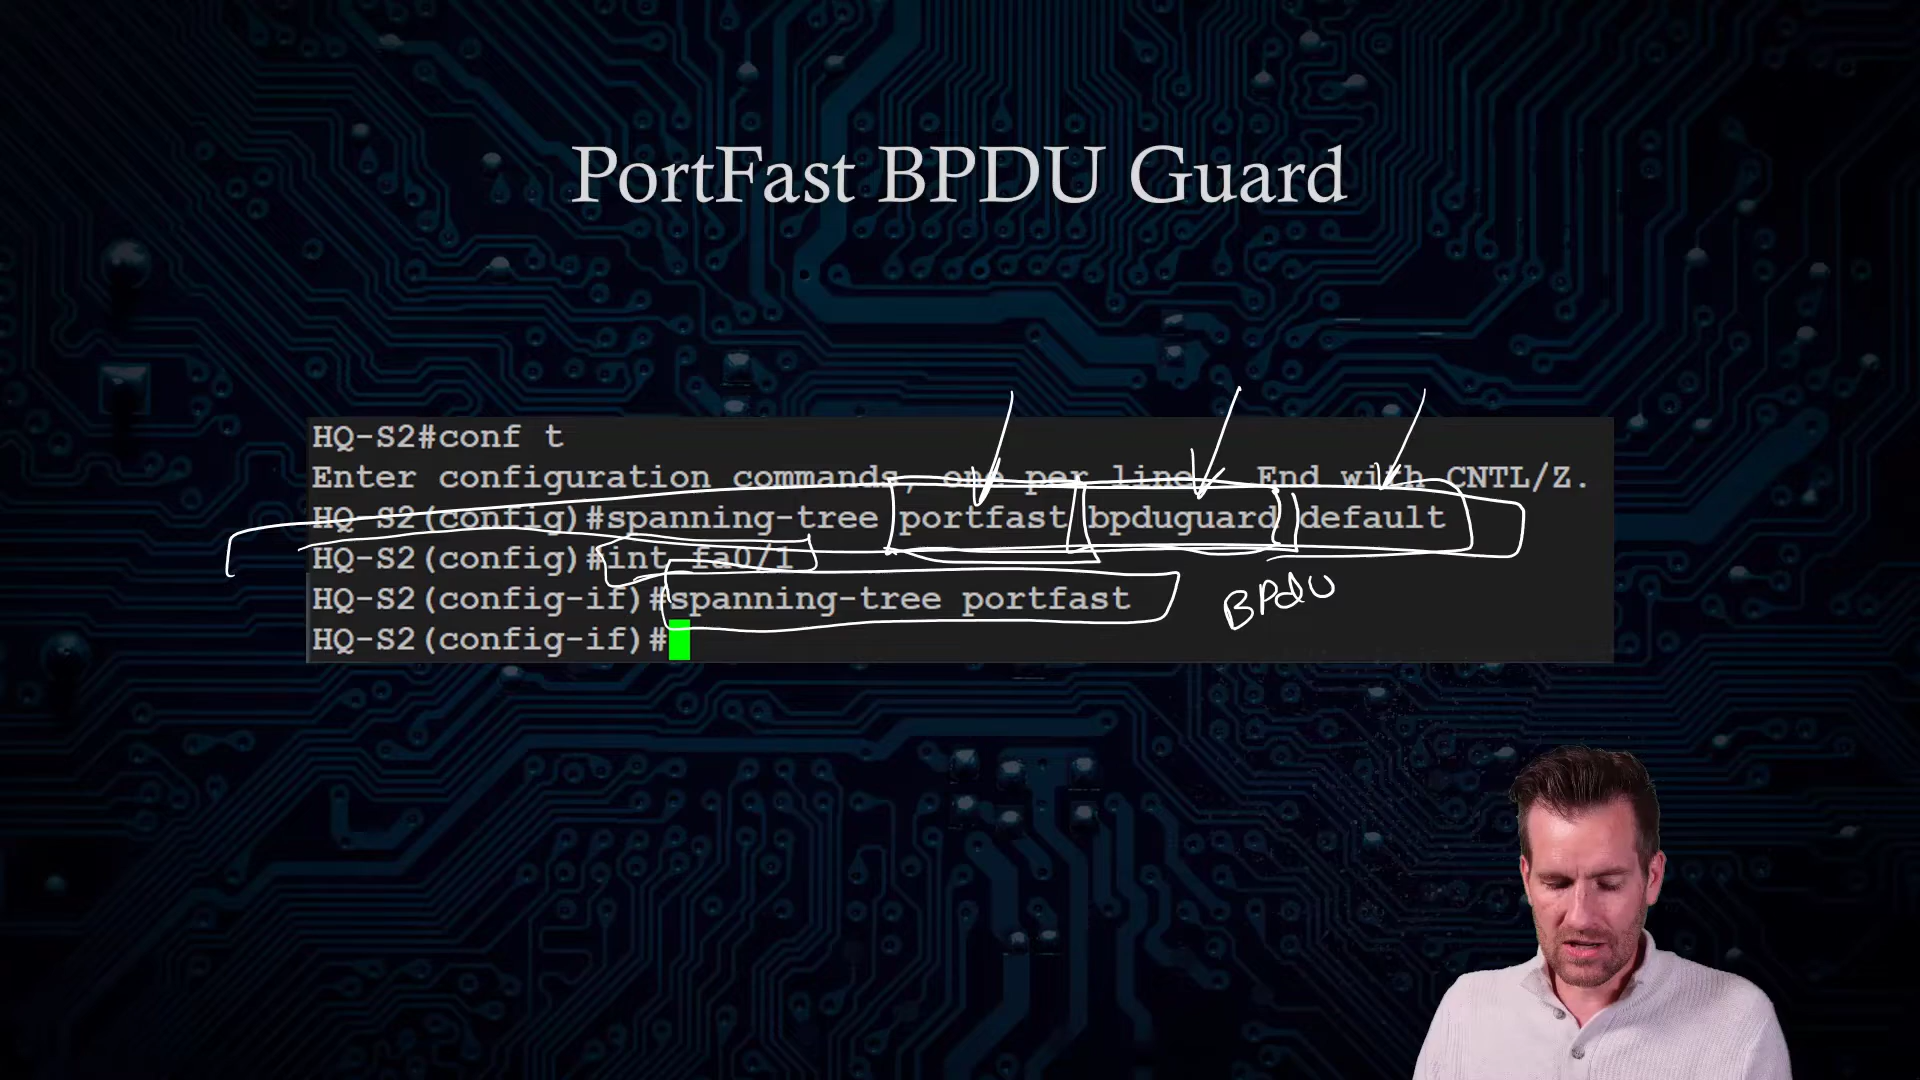 PortFast BPDU Guard
HQ-S2#conf t
Enter configuration commands, one per line. End with CNTL/Z.
HQ-S2(config)#spanning-tree portfast bpduguard default
HQ-S2(config)#int fa0/1
HQ-S2(config-if)#spanning-tree portfast
BPdU
HQ-S2(config-if)#